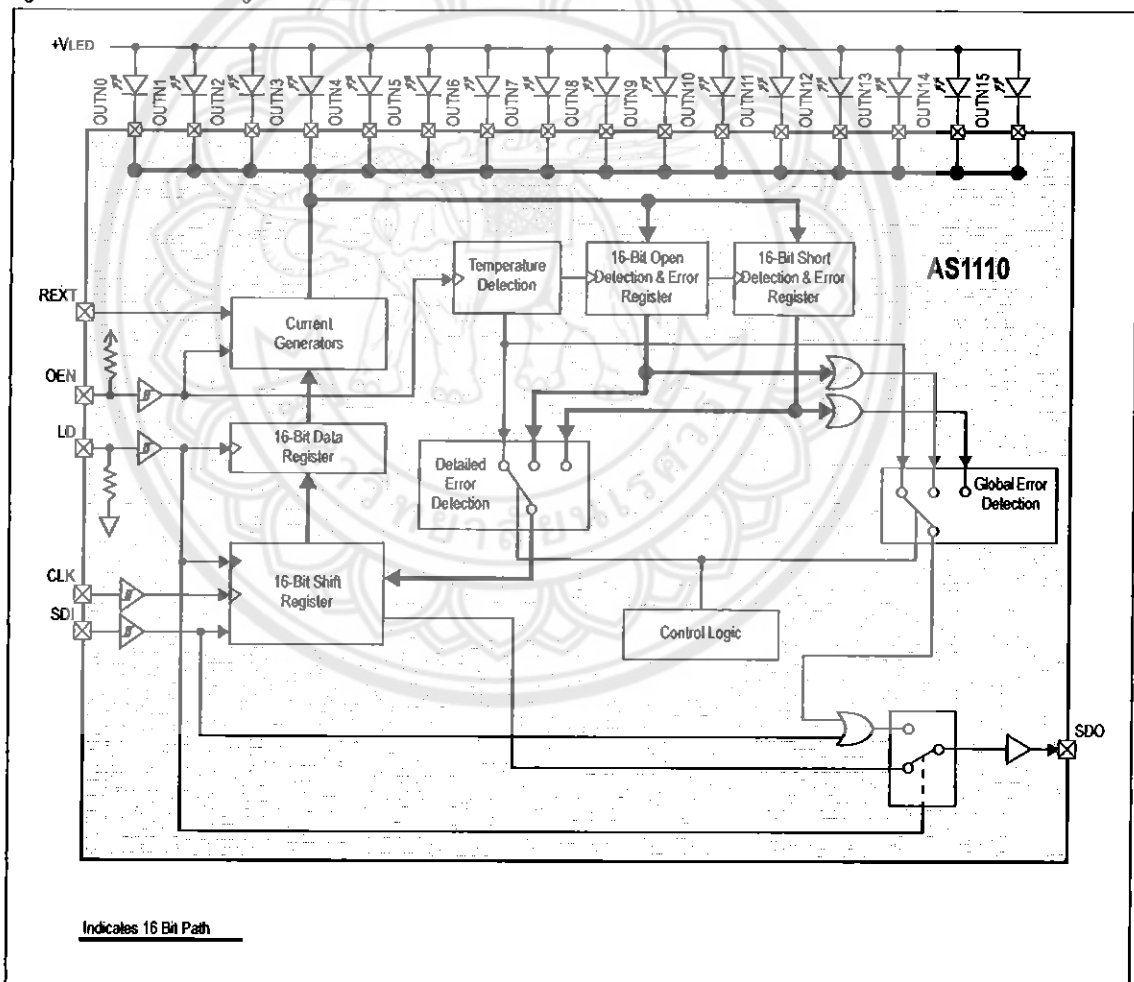 +VLED
OUTN0
OUTN1
OUTN2
OUTN3
OUTN4
OUTN5
OUTN6
OUTN7
OUTN8
OUTN9
OUTN10
OUTN11
OUTN12
OUTN13
OUTN14
OUTN15
AS1110
Temperature
Detection
16-Bit Open
Detection & Error
Register
16-Bit Short
Detection & Error
Register
REXT
Current
Generators
OEN
LD
16-Bit Data
Register
Detailed
Error
Detection
Global Error
Detection
CLK
16-Bit Shift
Register
SDI
Control Logic
SDO
Indicates 16 Bit Path